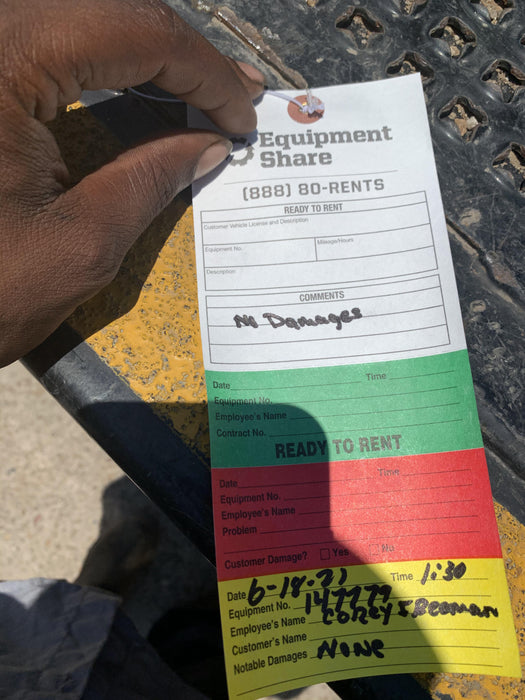 Equipment
Share
(888) 80-RENTS
READY TO RENT
Customer Vehicle License and Description
Equipment No. Mileage/Hours
Description
COMMENTS
No Damages
Date Time
Equipment No.
Employee's Name
Contract No.
READY TO RENT
Date Time
Equipment No.
Employee's Name
Problem
Customer Damage? Yes No
Date 6-18-21 Time 1:30
Equipment No. 147779
Employee's Name COREY
Customer's Name
Notable Damages NONE